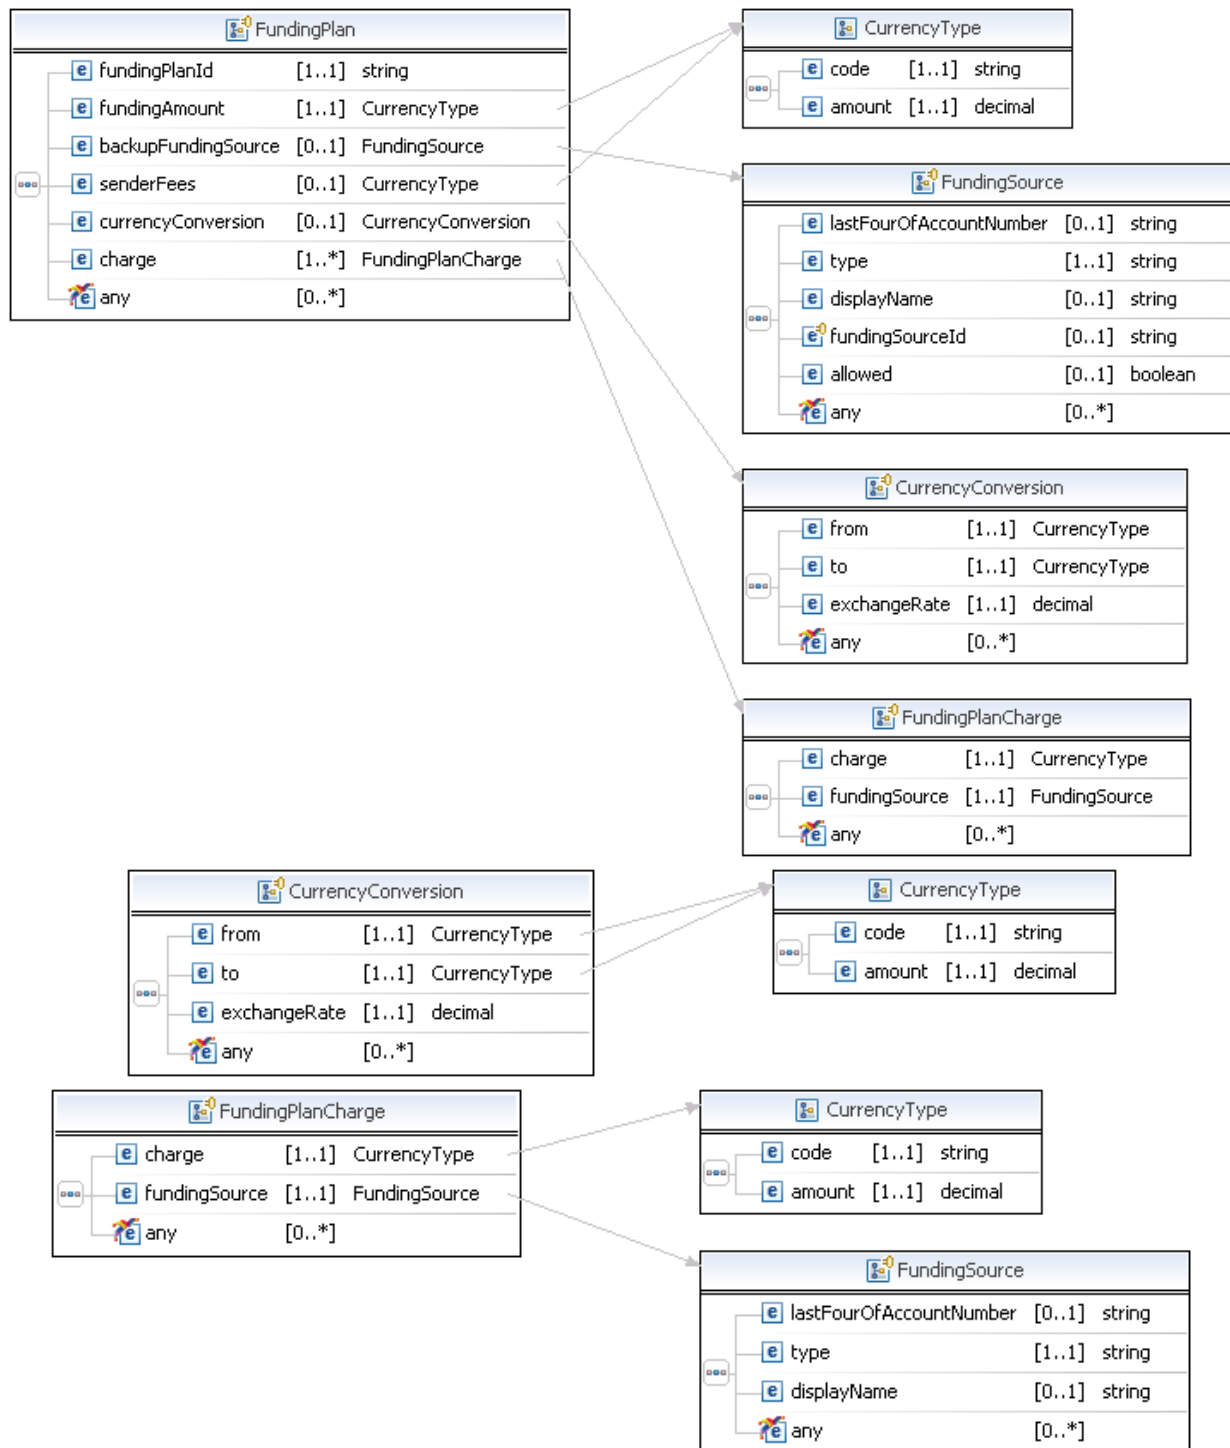 FundingPlan
fundingPlanId [1..1] string
fundingAmount [1..1] CurrencyType
backupFundingSource [0..1] FundingSource
senderFees [0..1] CurrencyType
currencyConversion [0..1] CurrencyConversion
charge [1..*] FundingPlanCharge
any [0..*]
CurrencyType
code [1..1] string
amount [1..1] decimal
FundingSource
lastFourOfAccountNumber [0..1] string
type [1..1] string
displayName [0..1] string
fundingSourceId [0..1] string
allowed [0..1] boolean
any [0..*]
CurrencyConversion
from [1..1] CurrencyType
to [1..1] CurrencyType
exchangeRate [1..1] decimal
any [0..*]
FundingPlanCharge
charge [1..1] CurrencyType
fundingSource [1..1] FundingSource
any [0..*]
CurrencyConversion
from [1..1] CurrencyType
to [1..1] CurrencyType
exchangeRate [1..1] decimal
any [0..*]
CurrencyType
code [1..1] string
amount [1..1] decimal
FundingPlanCharge
charge [1..1] CurrencyType
fundingSource [1..1] FundingSource
any [0..*]
CurrencyType
code [1..1] string
amount [1..1] decimal
FundingSource
lastFourOfAccountNumber [0..1] string
type [1..1] string
displayName [0..1] string
any [0..*]